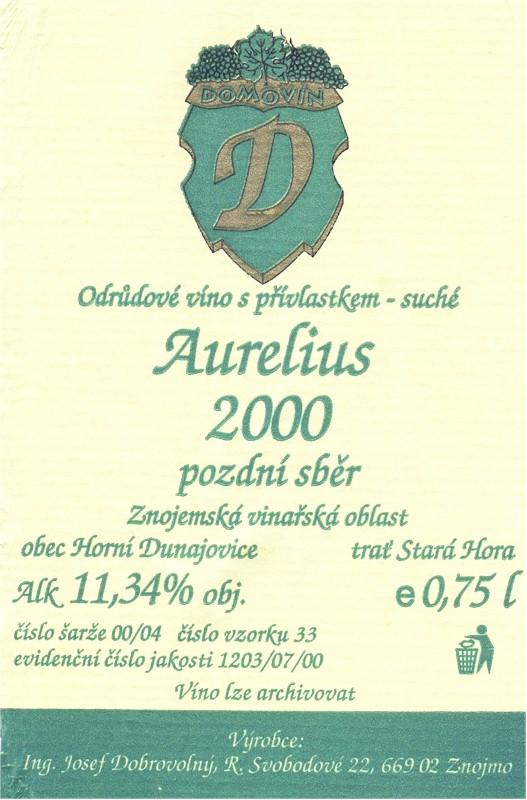 DOMOVÍN
D
Odrůdové víno s přívlastkem - suché
Aurelius
2000
pozdní sběr
Znojemská vinařská oblast
obec Horní Dunajovice trať Stará Hora
Alk 11,34% obj. e 0,75 l
číslo šarže 00/04 číslo vzorku 33
evidenční číslo jakosti 1203/07/00
Víno lze archivovat
Výrobce:
Ing. Josef Dobrovolný, R. Svobodové 22, 669 02 Znojmo